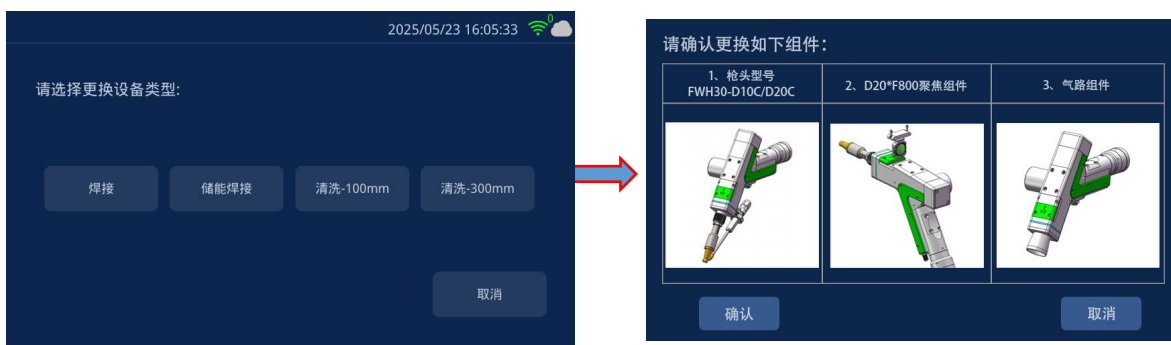 2025/05/23 16:05:33
0
请选择更换设备类型:
焊接
储能焊接
清洗-100mm
清洗-300mm
取消
请确认更换如下组件：
1、枪头型号
FWH30-D10C/D20C
2、D20*F800聚焦组件
3、气路组件
确认
取消